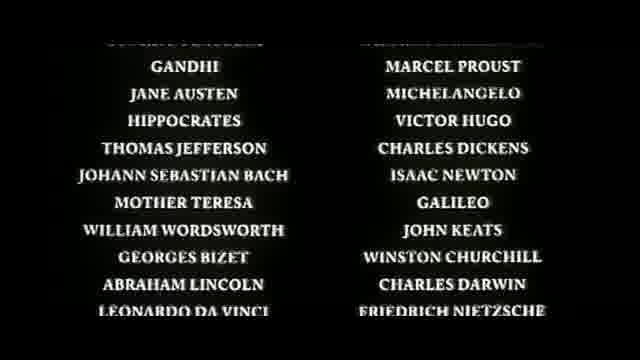 GANDHI
MARCEL PROUST
JANE AUSTEN
MICHELANGELO
HIPPOCRATES
VICTOR HUGO
THOMAS JEFFERSON
CHARLES DICKENS
JOHANN SEBASTIAN BACH
ISAAC NEWTON
MOTHER TERESA
GALILEO
WILLIAM WORDSWORTH
JOHN KEATS
GEORGES BIZET
WINSTON CHURCHILL
ABRAHAM LINCOLN
CHARLES DARWIN
LEONARDO DA VINCI
FRIEDRICH NIETZSCHE